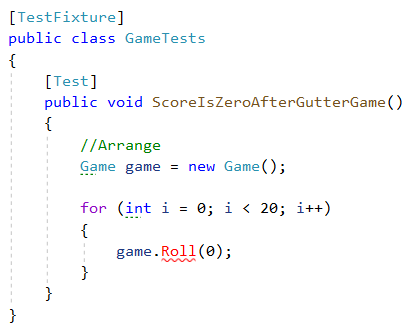 [TestFixture]
public class GameTests
{
[Test]
public void ScoreIsZeroAfterGutterGame()
{
//Arrange
Game game = new Game();
for (int i = 0; i < 20; i++)
{
game.Roll(0);
}
}
}